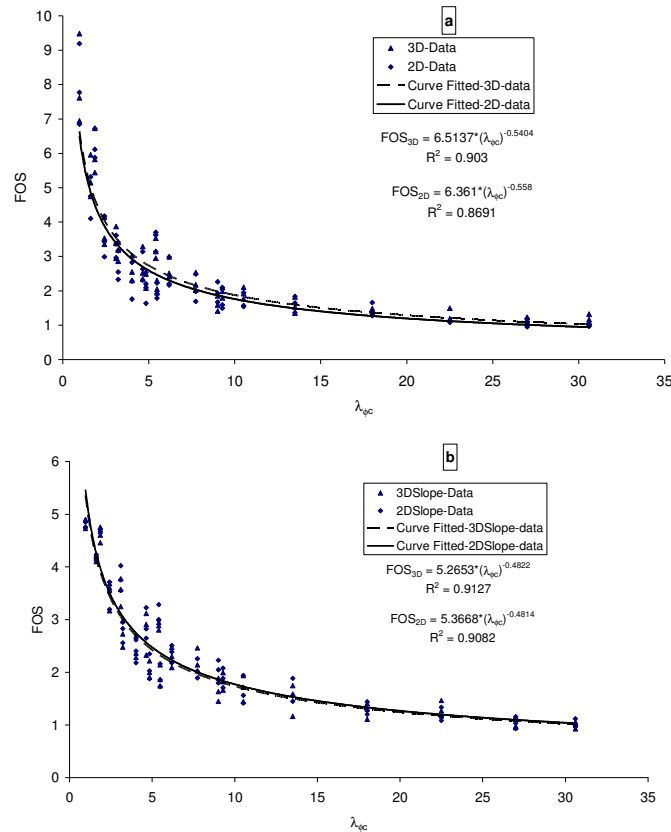 a
3D-Data
2D-Data
Curve Fitted-3D-data
Curve Fitted-2D-data
FOS3D = 6.5137*(λϕc)-0.5404
R2 = 0.903
FOS2D = 6.361*(λϕc)-0.558
R2 = 0.8691
10
9
8
7
6
5
4
3
2
1
0
FOS
0 5 10 15 20 25 30 35
λϕc
b
3DSlope-Data
2DSlope-Data
Curve Fitted-3DSlope-data
Curve Fitted-2DSlope-data
FOS3D = 5.2653*(λϕc)-0.4822
R2 = 0.9127
FOS2D = 5.3668*(λϕc)-0.4814
R2 = 0.9082
6
5
4
3
2
1
0
FOS
0 5 10 15 20 25 30 35
λϕc